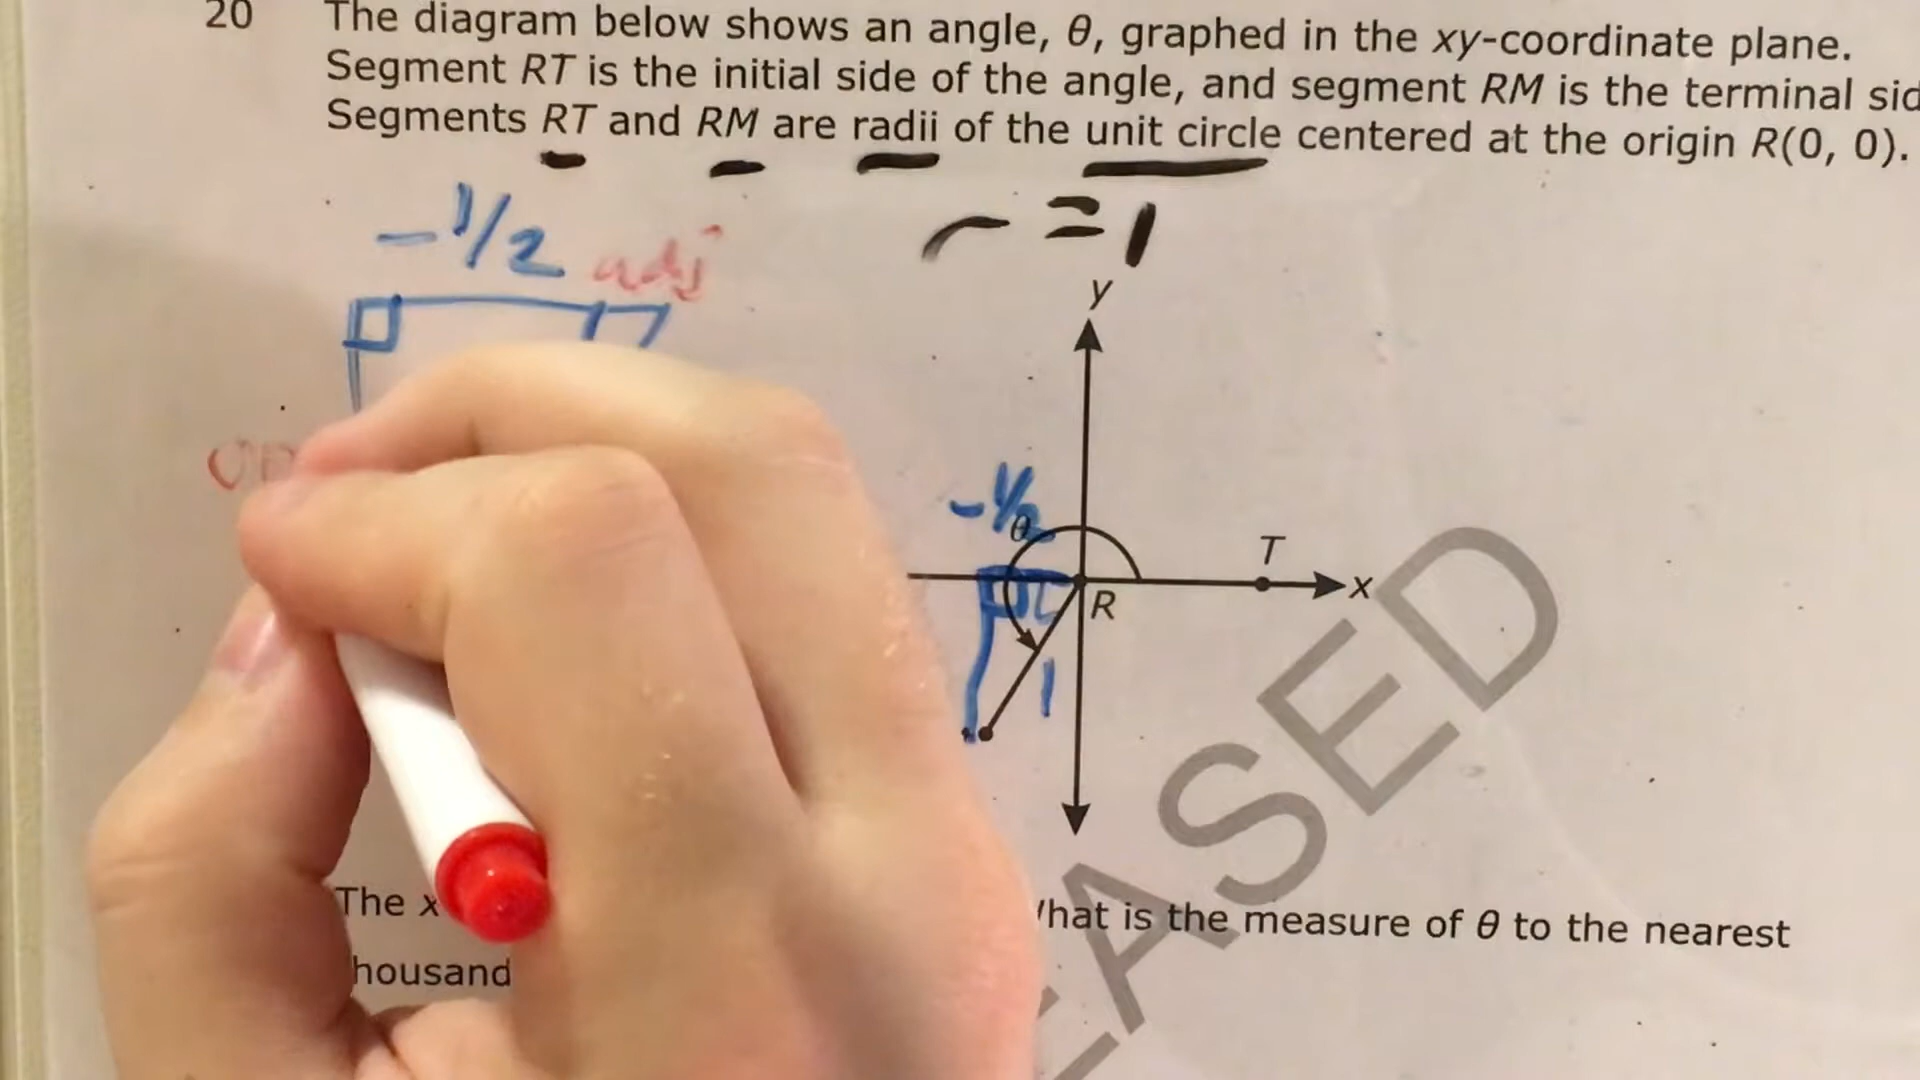 20 The diagram below shows an angle, θ, graphed in the xy-coordinate plane.
Segment RT is the initial side of the angle, and segment RM is the terminal sid
Segments RT and RM are radii of the unit circle centered at the origin R(0, 0).
r = 1
-1/2 adj
y
op
-1/2
θ
T
x
R
1
The x
What is the measure of θ to the nearest
housand
EASED